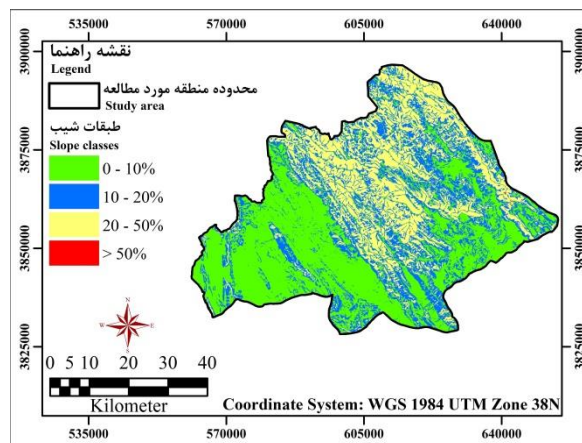 535000 570000 605000 640000
3900000 3900000
3875000 3875000
3850000 3850000
3825000 3825000
نقشه راهنما
Legend
محدوده منطقه مورد مطالعه
Study area
طبقات شیب
Slope classes
0 - 10%
10 - 20%
20 - 50%
> 50%
N
W E
S
0 5 10 20 30 40
Kilometer
Coordinate System: WGS 1984 UTM Zone 38N
535000 570000 605000 640000